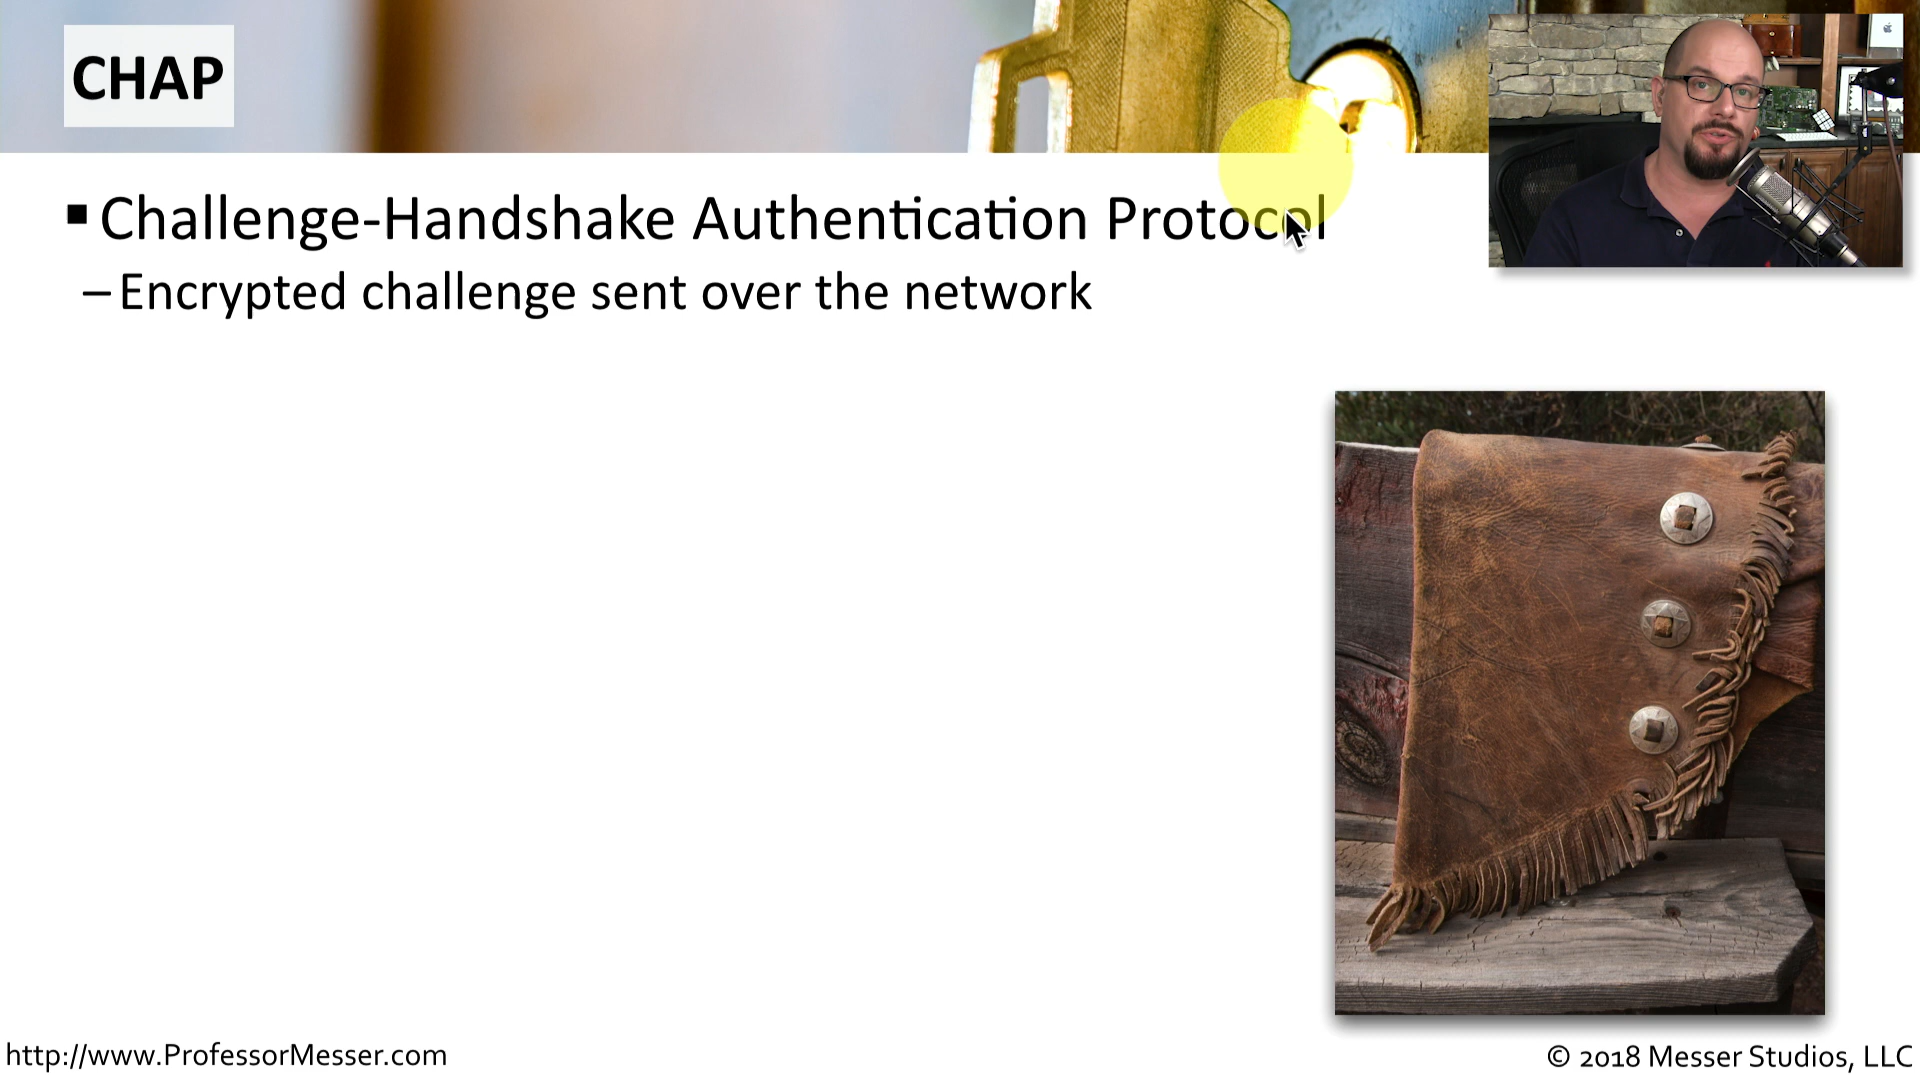 CHAP
▪ Challenge-Handshake Authentication Protocol
– Encrypted challenge sent over the network
http://www.ProfessorMesser.com
© 2018 Messer Studios, LLC